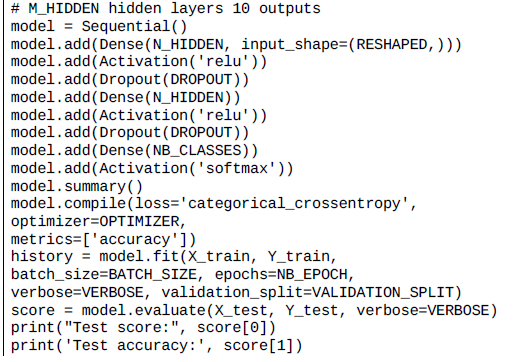 # M_HIDDEN hidden layers 10 outputs
model = Sequential()
model.add(Dense(N_HIDDEN, input_shape=(RESHAPED,)))
model.add(Activation('relu'))
model.add(Dropout(DROPOUT))
model.add(Dense(N_HIDDEN))
model.add(Activation('relu'))
model.add(Dropout(DROPOUT))
model.add(Dense(NB_CLASSES))
model.add(Activation('softmax'))
model.summary()
model.compile(loss='categorical_crossentropy',
optimizer=OPTIMIZER,
metrics=['accuracy'])
history = model.fit(X_train, Y_train,
batch_size=BATCH_SIZE, epochs=NB_EPOCH,
verbose=VERBOSE, validation_split=VALIDATION_SPLIT)
score = model.evaluate(X_test, Y_test, verbose=VERBOSE)
print("Test score:", score[0])
print('Test accuracy:', score[1])